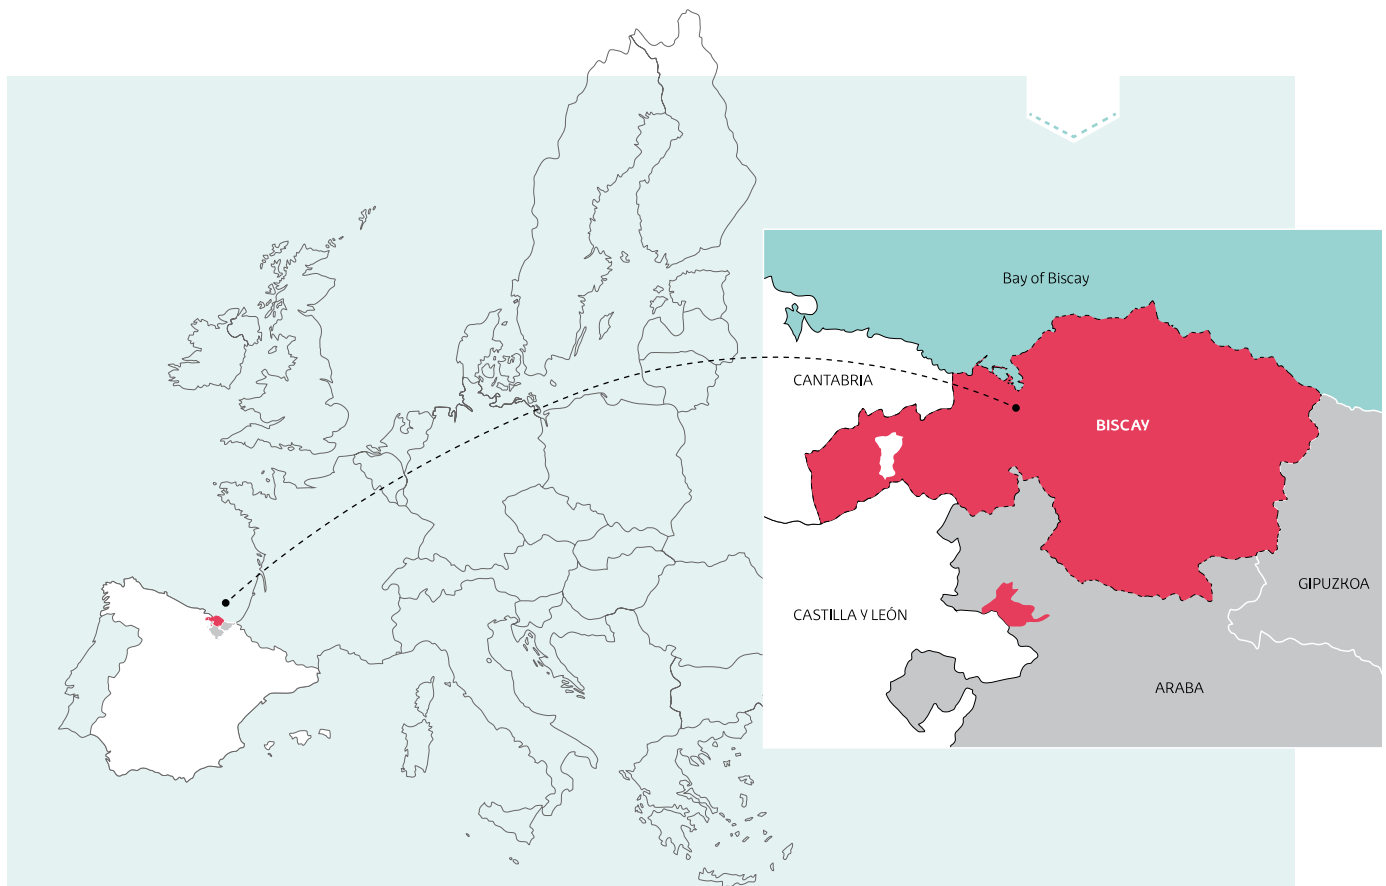 Bay of Biscay
CANTABRIA
BISCAY
GIPUZKOA
CASTILLA Y LEÓN
ARABA